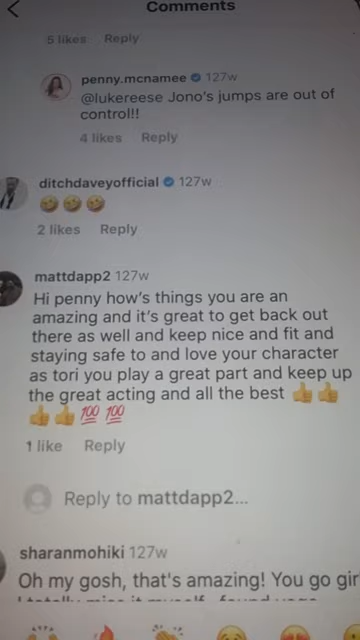 Comments
5 likes Reply
penny.mcnamee 127w
@lukereese Jono's jumps are out of
control!!
4 likes Reply
ditchdaveyofficial 127w
🤣🤣🤣
2 likes Reply
mattdapp2 127w
Hi penny how's things you are an
amazing and it's great to get back out
there as well and keep nice and fit and
staying safe to and love your character
as tori you play a great part and keep up
the great acting and all the best 👍👍
👍👍💯💯
1 like Reply
Reply to mattdapp2...
sharanmohiki 127w
Oh my gosh, that's amazing! You go gir